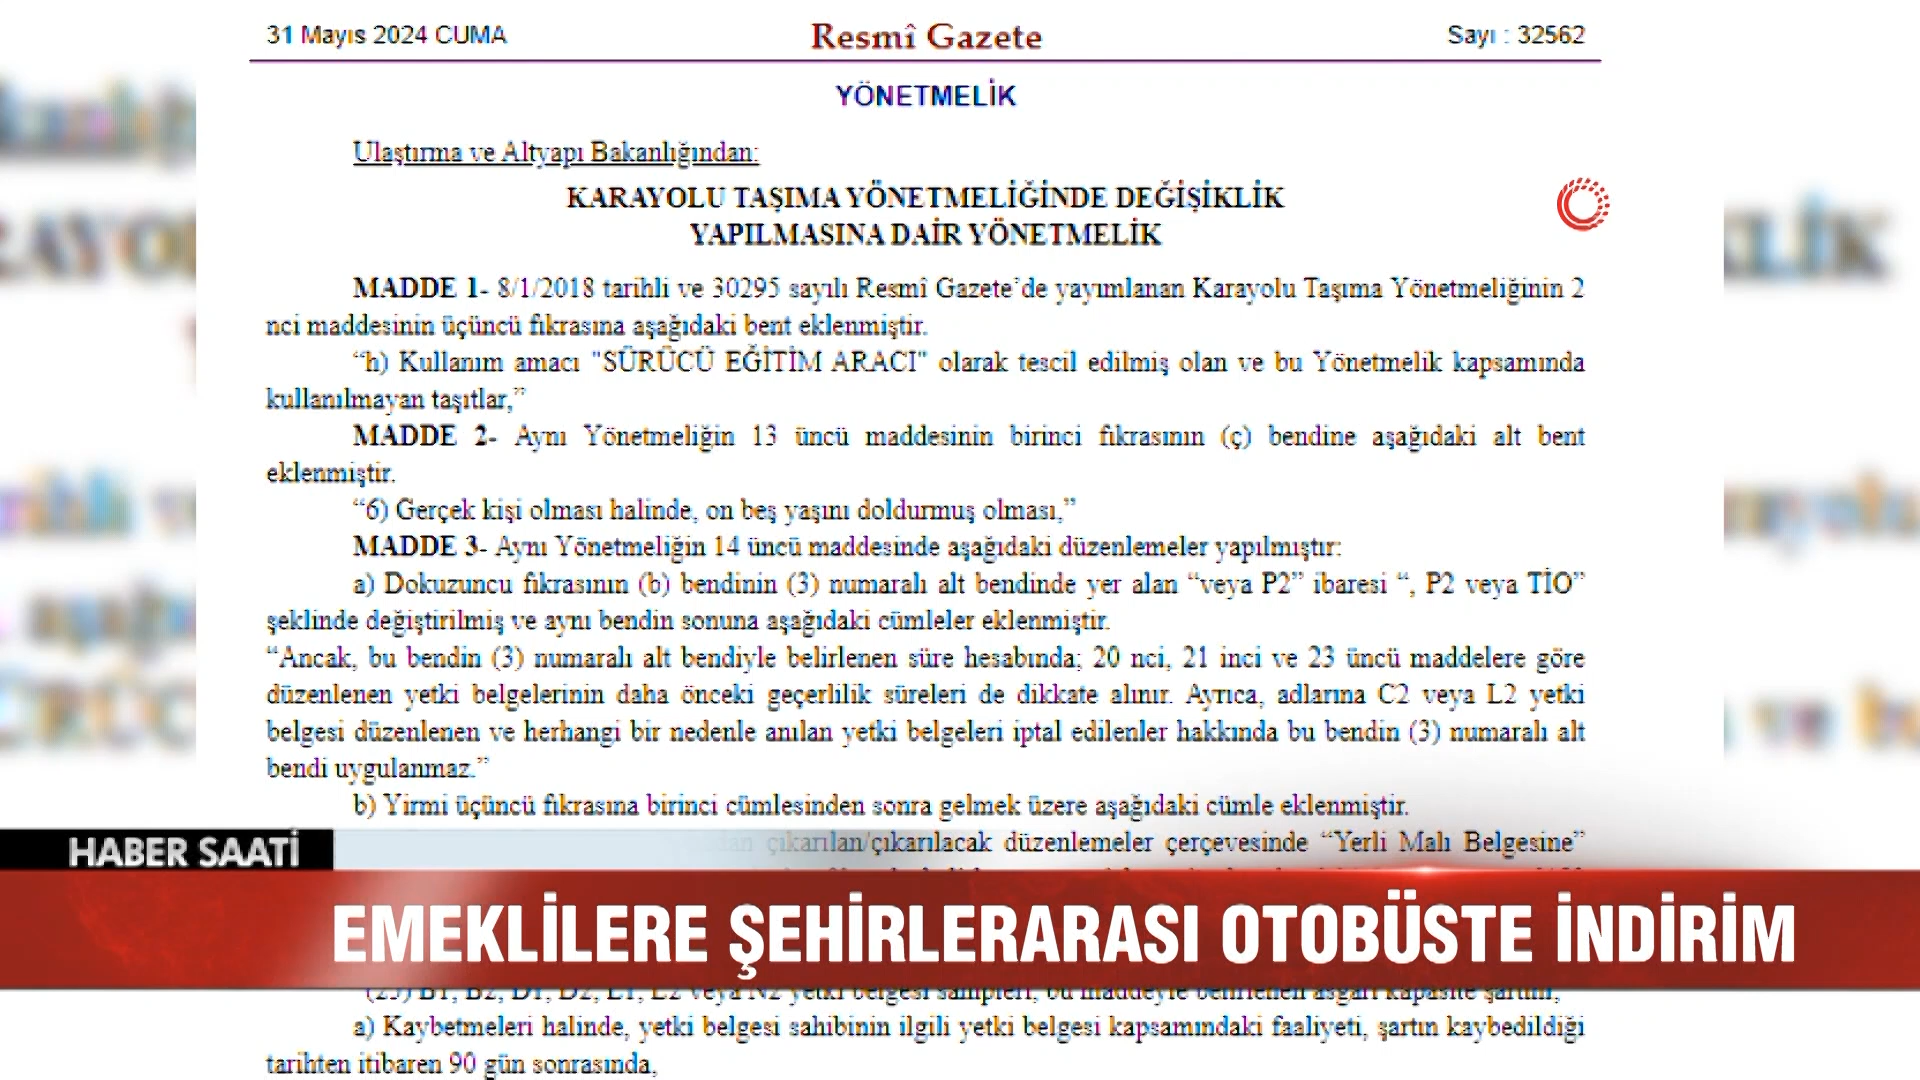 31 Mayıs 2024 CUMA
Resmî Gazete
Sayı : 32562
YÖNETMELİK
Ulaştırma ve Altyapı Bakanlığından:
KARAYOLU TAŞIMA YÖNETMELİĞİNDE DEĞİŞİKLİK
YAPILMASINA DAİR YÖNETMELİK
MADDE 1- 8/1/2018 tarihli ve 30295 sayılı Resmî Gazete'de yayımlanan Karayolu Taşıma Yönetmeliğinin 2
nci maddesinin üçüncü fıkrasına aşağıdaki bent eklenmiştir.
“h) Kullanım amacı "SÜRÜCÜ EĞİTİM ARACI" olarak tescil edilmiş olan ve bu Yönetmelik kapsamında
kullanılmayan taşıtlar,”
MADDE 2- Aynı Yönetmeliğin 13 üncü maddesinin birinci fıkrasının (ç) bendine aşağıdaki alt bent
eklenmiştir.
“6) Gerçek kişi olması halinde, on beş yaşını doldurmuş olması,”
MADDE 3- Aynı Yönetmeliğin 14 üncü maddesinde aşağıdaki düzenlemeler yapılmıştır:
a) Dokuzuncu fıkrasının (b) bendinin (3) numaralı alt bendinde yer alan “veya P2” ibaresi “, P2 veya TİO”
şeklinde değiştirilmiş ve aynı bendin sonuna aşağıdaki cümleler eklenmiştir.
“Ancak, bu bendin (3) numaralı alt bendiyle belirlenen süre hesabında; 20 nci, 21 inci ve 23 üncü maddelere göre
düzenlenen yetki belgelerinin daha önceki geçerlilik süreleri de dikkate alınır. Ayrıca, adlarına C2 veya L2 yetki
belgesi düzenlenen ve herhangi bir nedenle anılan yetki belgeleri iptal edilenler hakkında bu bendin (3) numaralı alt
bendi uygulanmaz.”
b) Yirmi üçüncü fıkrasına birinci cümlesinden sonra gelmek üzere aşağıdaki cümle eklenmiştir.
çıkarılan/çıkarılacak düzenlemeler çerçevesinde “Yerli Malı Belgesine”
HABER SAATİ
EMEKLİLERE ŞEHİRLERARASI OTOBÜSTE İNDİRİM
a) Kaybetmeleri halinde, yetki belgesi sahibinin ilgili yetki belgesi kapsamındaki faaliyeti, şartın kaybedildiği
tarihten itibaren 90 gün sonrasında,